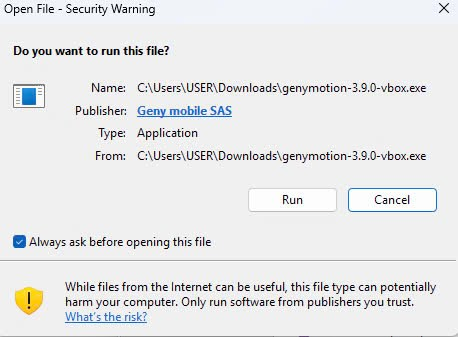 Open File - Security Warning
Do you want to run this file?
Name: C:\Users\USER\Downloads\genymotion-3.9.0-vbox.exe
Publisher: Geny mobile SAS
Type: Application
From: C:\Users\USER\Downloads\genymotion-3.9.0-vbox.exe
Run Cancel
Always ask before opening this file
While files from the Internet can be useful, this file type can potentially
harm your computer. Only run software from publishers you trust.
What's the risk?